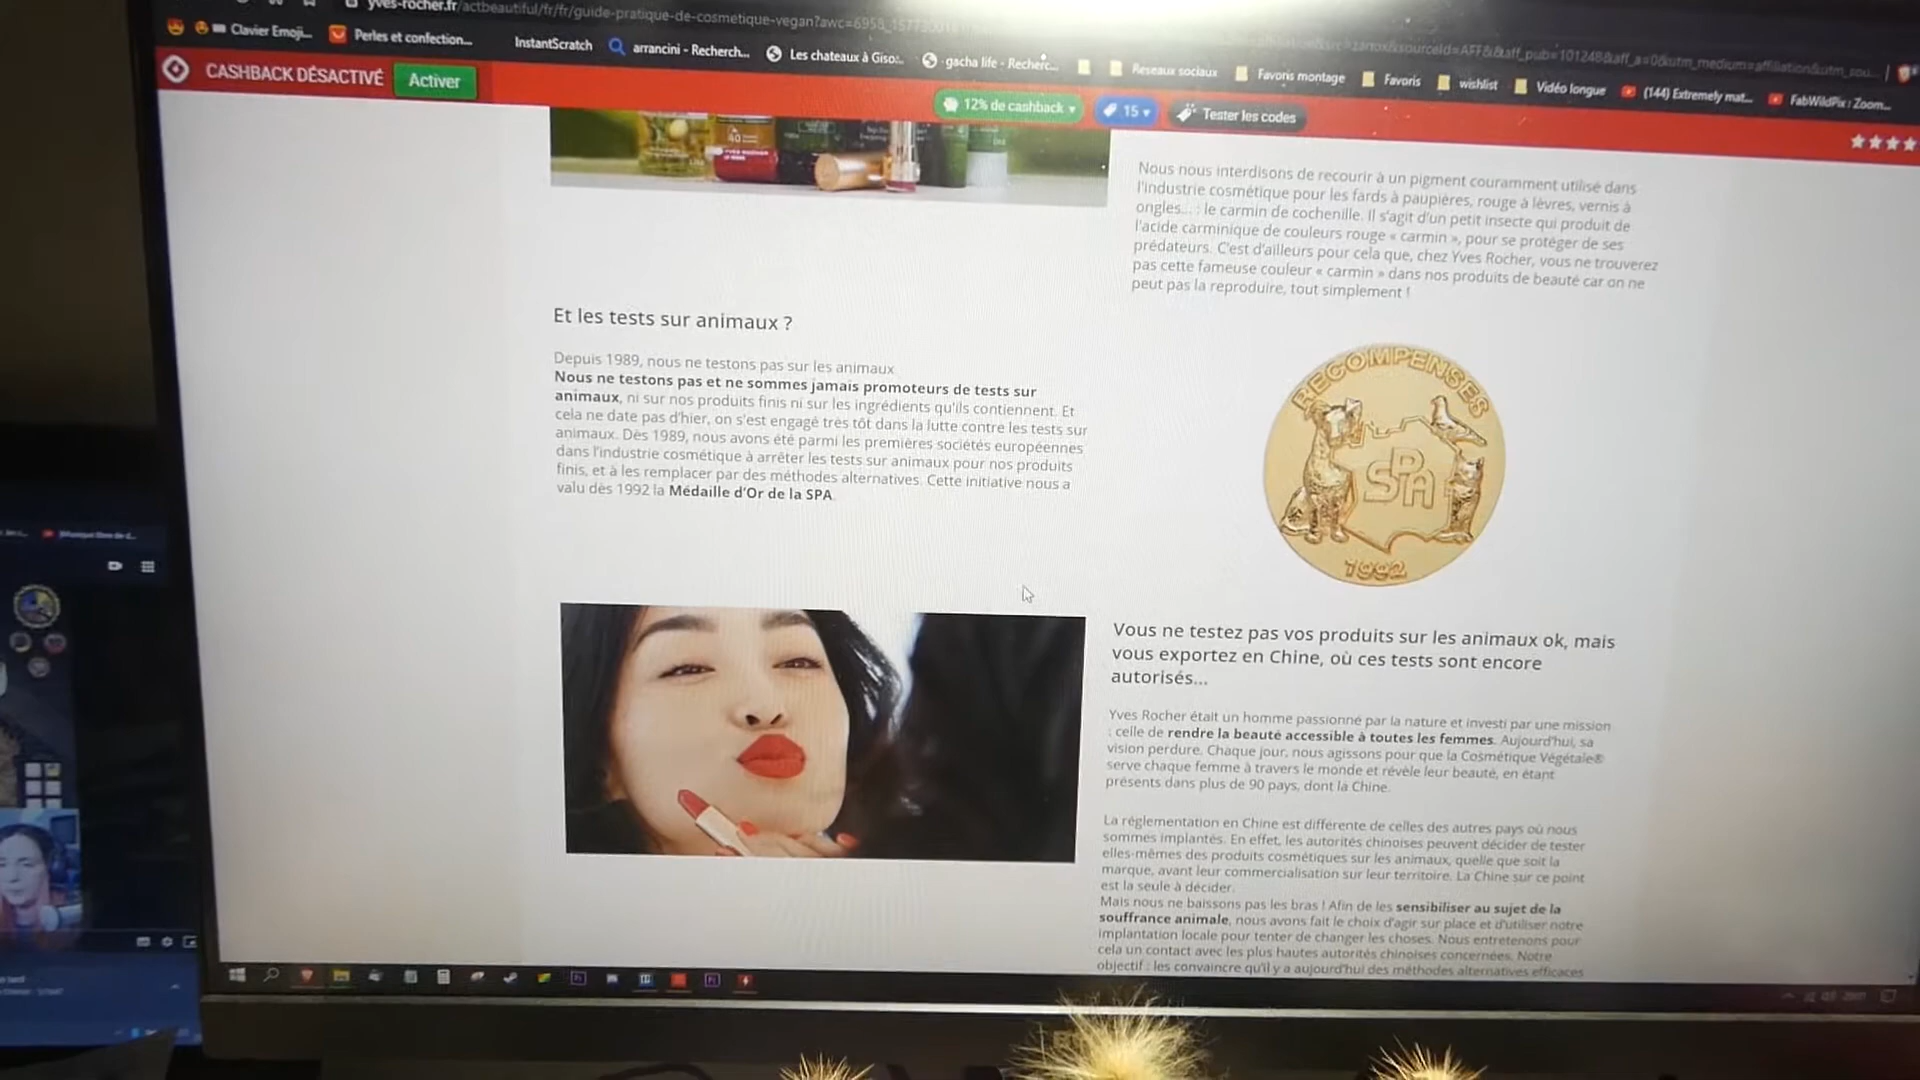 yves-rocher.fr/actbeautiful/fr/fr/guide-pratique-de-cosmetique-vegan?awc=6958
Clavier Emoji...
Perles et confection...
InstantScratch
arrancini - Recherch...
Les chateaux à Giso...
gacha life - Recherc...
Reseaux sociaux
Favoris montage
Favoris
wishlist
Vidéo longue
(144) Extremely mat...
FabWildPix : Zoom...
CASHBACK DÉSACTIVÉ
Activer
12% de cashback
15
Tester les codes
Nous nous interdisons de recourir à un pigment couramment utilisé dans
l'industrie cosmétique pour les fards à paupières, rouge à lèvres, vernis à
ongles... : le carmin de cochenille. Il s'agit d'un petit insecte qui produit de
l'acide carminique de couleurs rouge « carmin », pour se protéger de ses
prédateurs. C'est d'ailleurs pour cela que, chez Yves Rocher, vous ne trouverez
pas cette fameuse couleur « carmin » dans nos produits de beauté car on ne
peut pas la reproduire, tout simplement !
Et les tests sur animaux ?
Depuis 1989, nous ne testons pas sur les animaux
Nous ne testons pas et ne sommes jamais promoteurs de tests sur
animaux, ni sur nos produits finis ni sur les ingrédients qu'ils contiennent. Et
cela ne date pas d'hier, on s'est engagé très tôt dans la lutte contre les tests sur
animaux. Dès 1989, nous avons été parmi les premières sociétés européennes
dans l'industrie cosmétique à arrêter les tests sur animaux pour nos produits
finis, et à les remplacer par des méthodes alternatives. Cette initiative nous a
valu dès 1992 la Médaille d'Or de la SPA
RECOMPENSES
SPA
1992
Vous ne testez pas vos produits sur les animaux ok, mais
vous exportez en Chine, où ces tests sont encore
autorisés...
Yves Rocher était un homme passionné par la nature et investi par une mission
: celle de rendre la beauté accessible à toutes les femmes. Aujourd'hui, sa
vision perdure. Chaque jour, nous agissons pour que la Cosmétique Végétale®
serve chaque femme à travers le monde et révèle leur beauté, en étant
présents dans plus de 90 pays, dont la Chine.
La réglementation en Chine est différente de celles des autres pays où nous
sommes implantés. En effet, les autorités chinoises peuvent décider de tester
elles-mêmes des produits cosmétiques sur les animaux, quelle que soit la
marque, avant leur commercialisation sur leur territoire. La Chine sur ce point
est la seule à décider.
Mais nous ne baissons pas les bras ! Afin de les sensibiliser au sujet de la
souffrance animale, nous avons fait le choix d'agir sur place et d'utiliser notre
implantation locale pour tenter de changer les choses. Nous entretenons pour
cela un contact avec les plus hautes autorités chinoises concernées. Notre
objectif : les convaincre qu'il y a aujourd'hui des méthodes alternatives efficaces